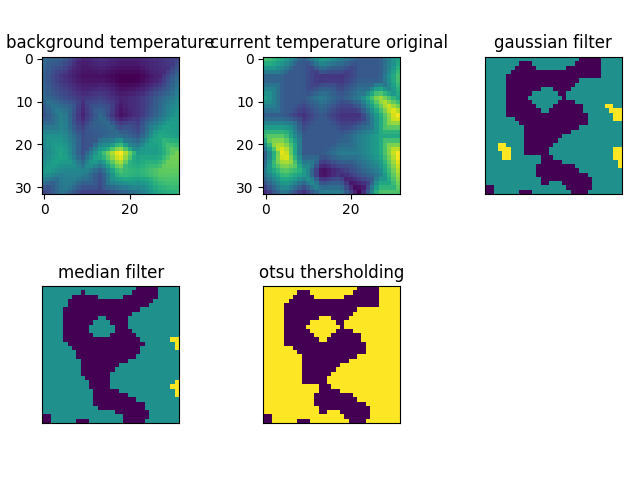 background temperature
current temperature original
gaussian filter
0
10
20
30
0
20
0
10
20
30
0
20
median filter
otsu thersholding